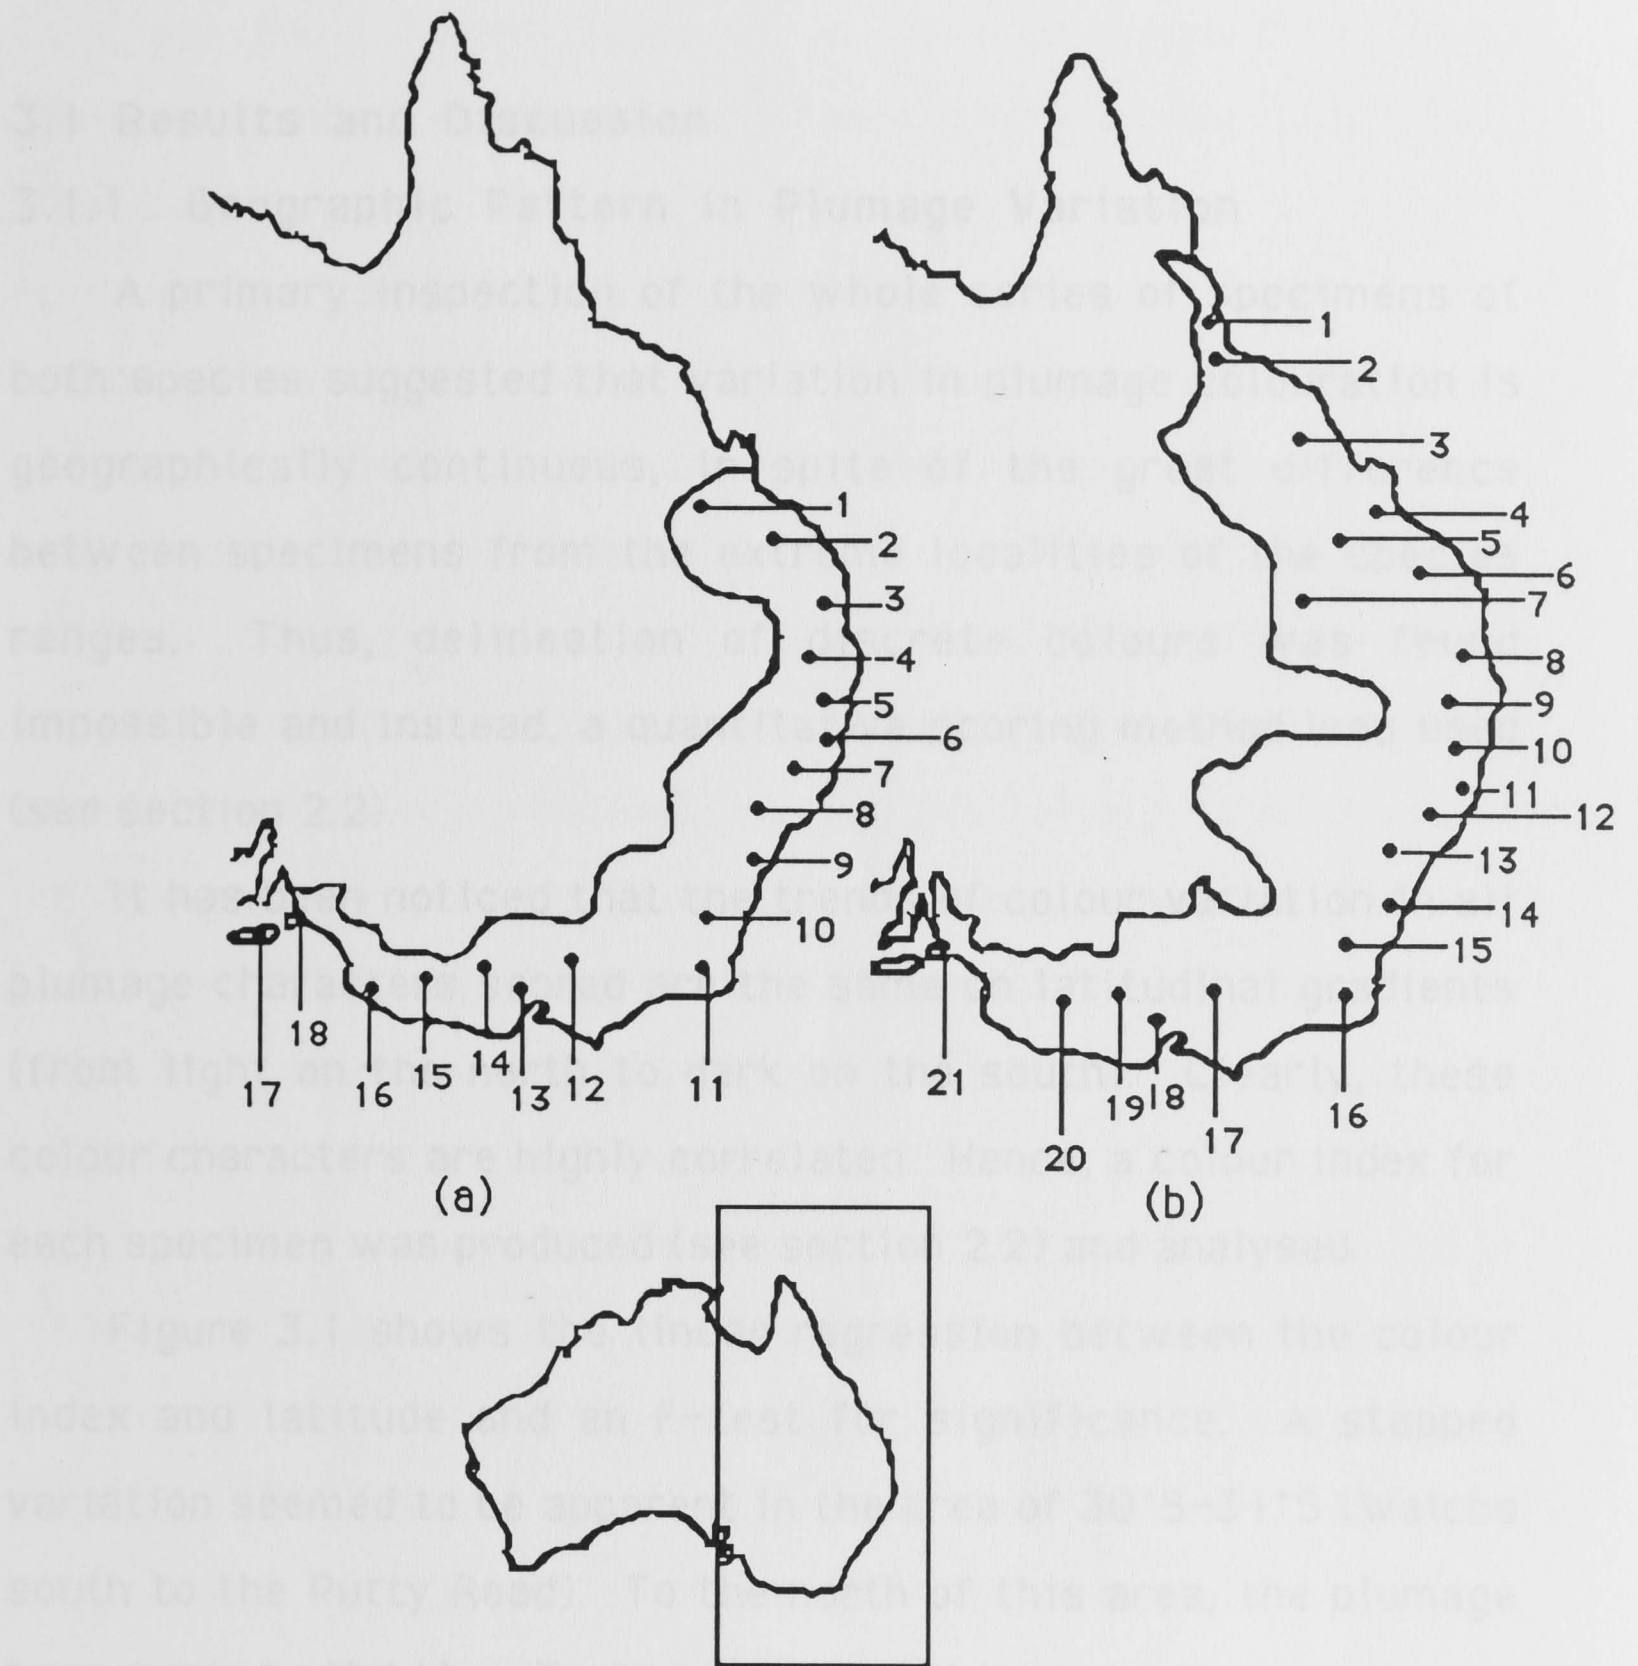 3.1 Results and Discussion
3.1.1 Geographic Pattern in Plumage Variation
A primary inspection of the whole series of specimens of
both species suggested that variation in plumage colouration is
geographically continuous, in spite of the great difference
between specimens from the extreme localities of the species
ranges. Thus, delineation of discrete colours was found
impossible and instead, a quantitative scoring method was used
(see section 2.2)
It has been noticed that the trends of colour variation in all
plumage characters scored are the same on latitudinal gradients
(from light on the north to dark on the south). Clearly, these
colour characters are highly correlated. Hence, a colour index for
each specimen was produced (see section 2.2) and analysed
Figure 3.1 shows the linear regression between the colour
index and latitude and an F-test for significance. A stepped
variation seemed to be apparent in the area of 30°S-31°S (Walcha
south to the Putty Road). To the north of this area, the plumage
1
2
3
4
5
6
7
8
9
10
11
12
13
14
15
16
17
18
(a)
1
2
3
4
5
6
7
8
9
10
11
12
13
14
15
16
17
18
19
20
21
(b)